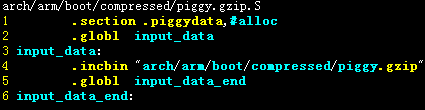 arch/arm/boot/compressed/piggy.gzip.S
1 .section .piggydata,#alloc
2 .globl input_data
3 input_data:
4 .incbin "arch/arm/boot/compressed/piggy.gzip"
5 .globl input_data_end
6 input_data_end: